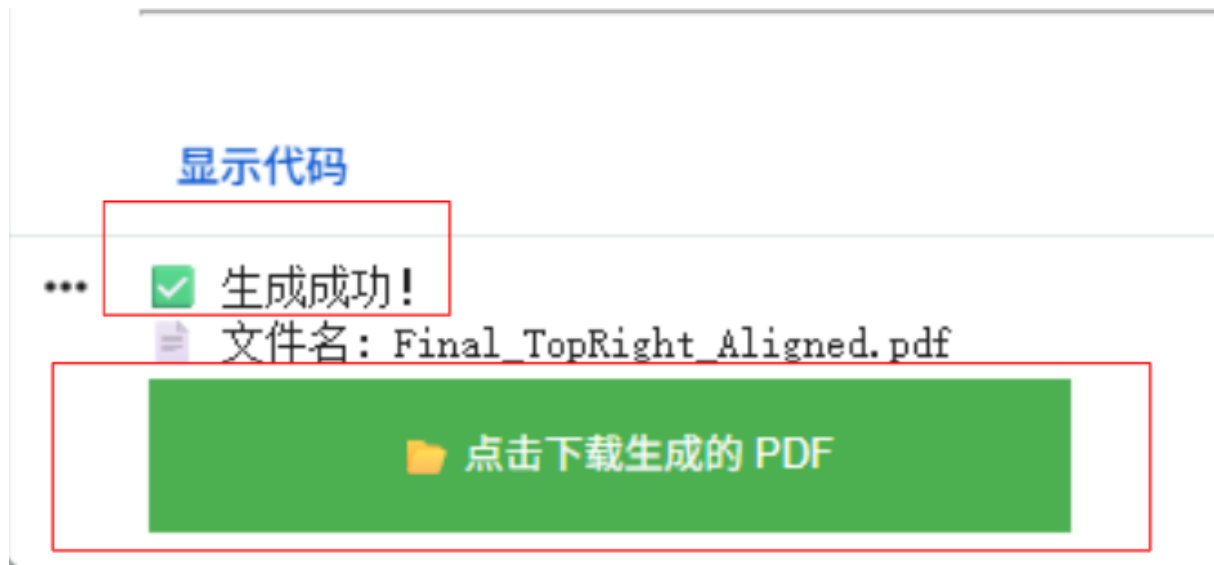 显示代码
✅ 生成成功！
📄 文件名：Final_TopRight_Aligned.pdf
📂 点击下载生成的 PDF